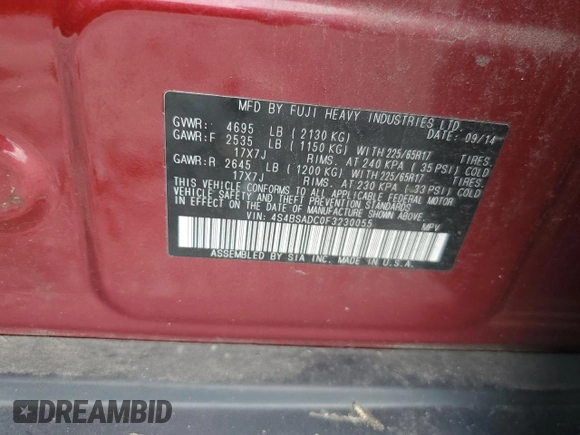 MFD BY FUJI HEAVY INDUSTRIES LTD.
GVWR: 4695 LB ( 2130 KG) DATE: 09/14
GAWR:F 2535 LB ( 1150 KG) WITH 225/65R17 TIRES.
17X7J RIMS. AT 240 KPA ( 35 PSI) COLD
GAWR:R 2645 LB ( 1200 KG) WITH 225/65R17 TIRES.
17X7J RIMS. AT 230 KPA ( 33 PSI) COLD
THIS VEHICLE CONFORMS TO ALL APPLICABLE FEDERAL MOTOR
VEHICLE SAFETY AND THEFT PREVENTION STANDARDS
IN EFFECT ON THE DATE OF MANUFACTURE SHOWN ABOVE.
VIN: 4S4BSADC0F3230055 MPV
ASSEMBLED BY SIA INC. MADE IN U.S.A.
DREAMBID